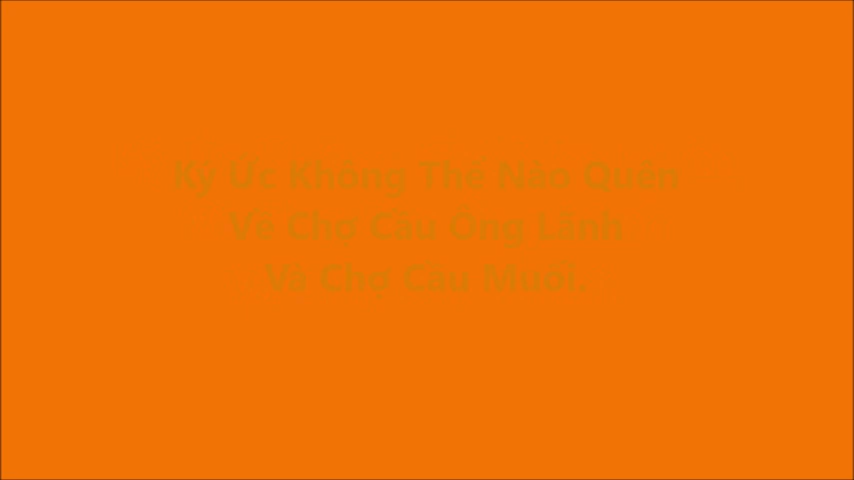 Ký Ức Không Thể Nào Quên
Về Chợ Cầu Ông Lãnh
Và Chợ Cầu Muối.